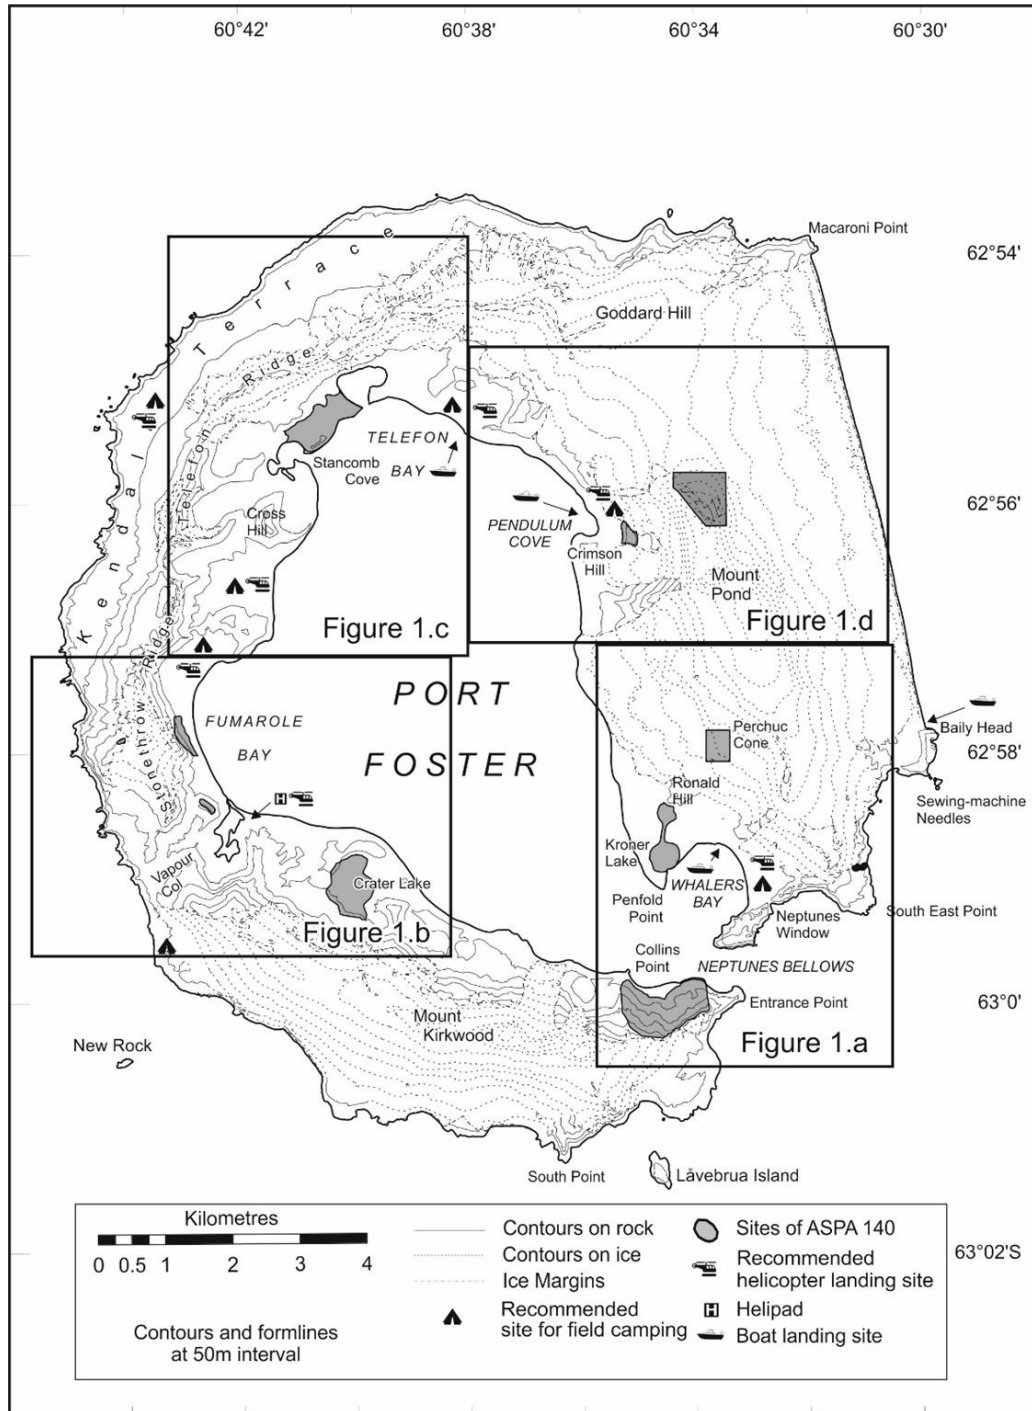 60°42' 60°38' 60°34' 60°30'
Macaroni Point
62°54'
Kendall Terrace
Goddard Hill
Telefon Ridge
TELEFON
BAY
Stancomb
Cove
Cross
Hill
62°56'
PENDULUM
COVE
Crimson
Hill
Mount
Pond
Figure 1.c
Figure 1.d
Stonethrow Ridge
PORT
FOSTER
FUMAROLE
BAY
Perchuc
Cone
Baily Head
62°58'
Ronald
Hill
Sewing-machine
Needles
H
Kroner
Lake
Vapour
Col
Crater Lake
WHALERS
BAY
Penfold
Point
Neptunes
Window
South East Point
Figure 1.b
Collins
Point
NEPTUNES BELLOWS
Entrance Point
63°0'
Mount
Kirkwood
New Rock
Figure 1.a
South Point
Låvebrua Island
63°02'S
Kilometres
0 0.5 1 2 3 4
Contours and formlines
at 50m interval
Contours on rock
Contours on ice
Ice Margins
Recommended
site for field camping
Sites of ASPA 140
Recommended
helicopter landing site
H Helipad
Boat landing site